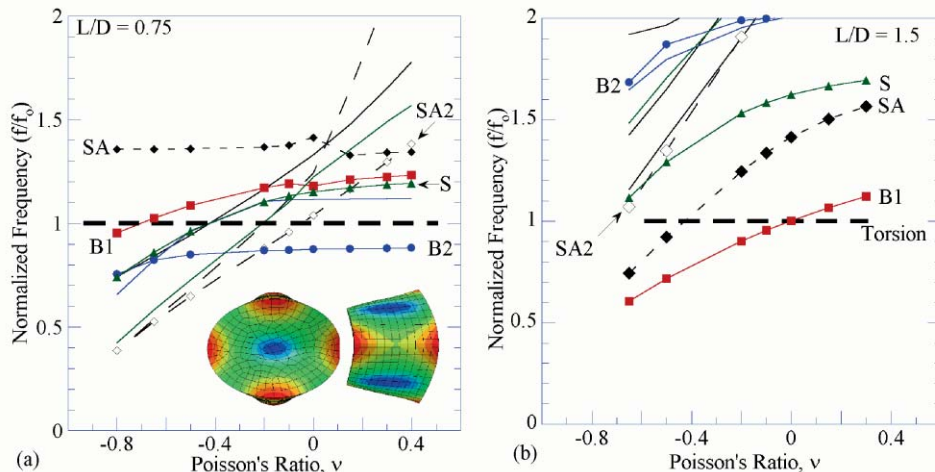 L/D = 0.75
2
1.5
1
0.5
0
Normalized Frequency (f/fₒ)
SA
SA2
S
B1
B2
-0.8
-0.4
0
0.4
Poisson's Ratio, ν
(a)
L/D = 1.5
2
1.5
1
0.5
0
Normalized Frequency (f/fₒ)
B2
S
SA
B1
SA2
Torsion
-0.8
-0.4
0
0.4
Poisson's Ratio, ν
(b)